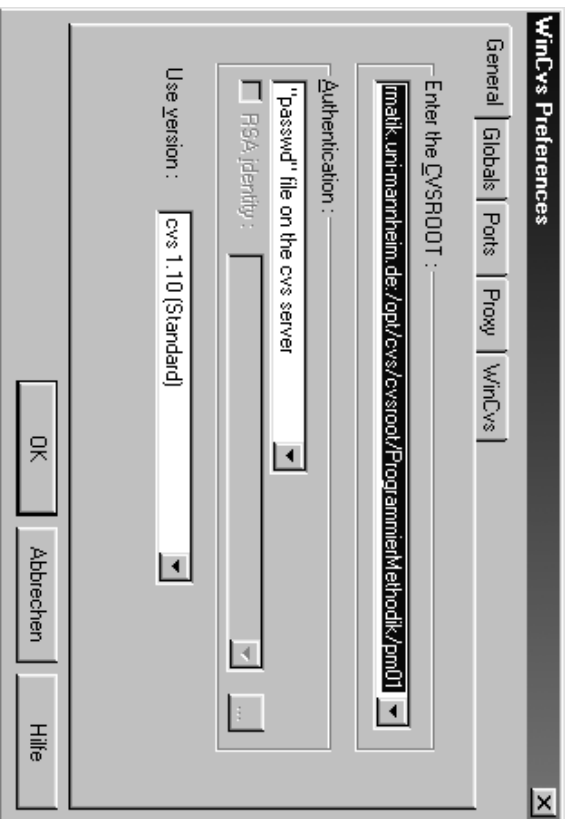 WinCvs Preferences
General Globals Ports Proxy WinCvs
Enter the CVSROOT :
rmatik.uni-mannheim.de:/opt/cvs/cvsroot/ProgrammierMethodik/pm01
Authentication :
"passwd" file on the cvs server
RSA identity :
...
Use version :
cvs 1.10 (Standard)
OK Abbrechen Hilfe